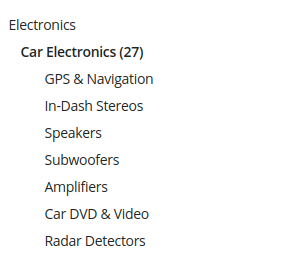 Electronics
Car Electronics (27)
GPS & Navigation
In-Dash Stereos
Speakers
Subwoofers
Amplifiers
Car DVD & Video
Radar Detectors